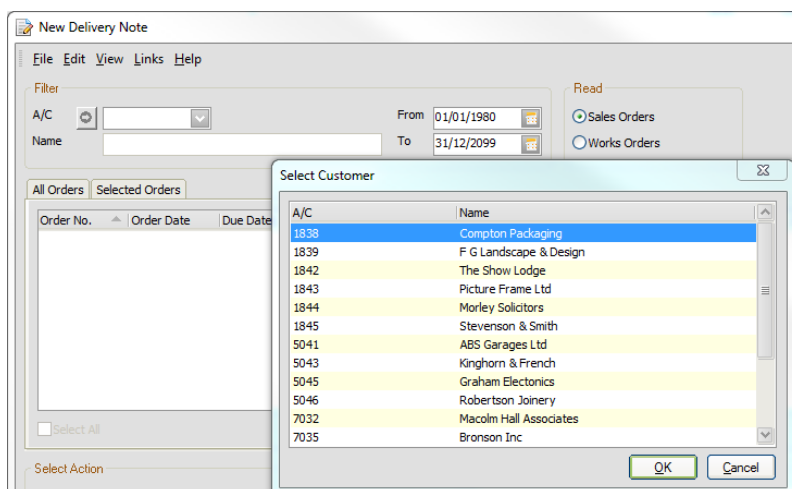 New Delivery Note
File Edit View Links Help
Filter
Read
A/C
From 01/01/1980
Sales Orders
Name
To 31/12/2099
Works Orders
Select Customer
All Orders Selected Orders
Order No. Order Date Due Date
A/C Name
1838 Compton Packaging
1839 F G Landscape & Design
1842 The Show Lodge
1843 Picture Frame Ltd
1844 Morley Solicitors
1845 Stevenson & Smith
5041 ABS Garages Ltd
5043 Kinghorn & French
5045 Graham Electonics
5046 Robertson Joinery
7032 Macolm Hall Associates
7035 Bronson Inc
Select All
OK Cancel
Select Action